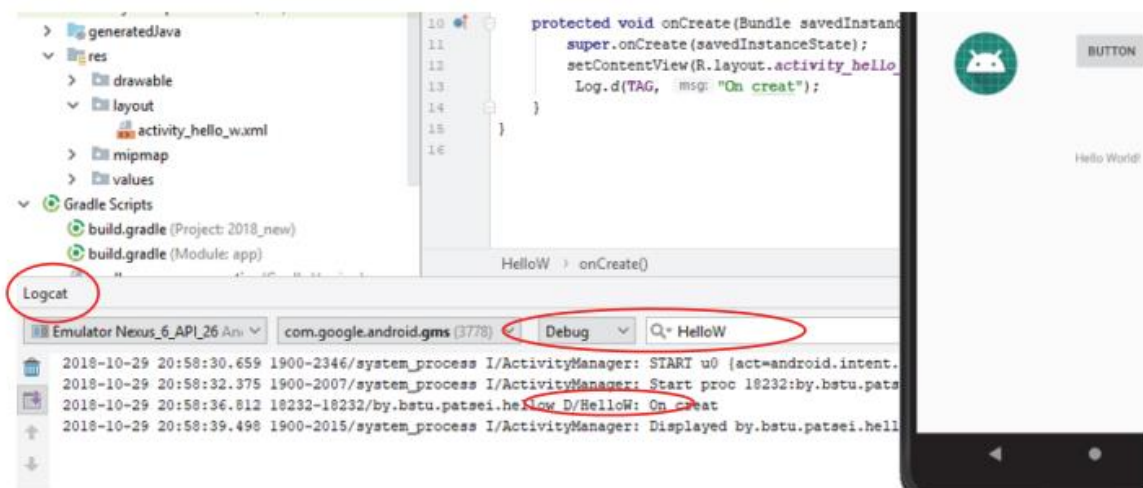 generatedJava
res
drawable
layout
activity_hello_w.xml
mipmap
values
Gradle Scripts
build.gradle (Project: 2018_new)
build.gradle (Module: app)
10 protected void onCreate(Bundle savedInstanc
11 super.onCreate(savedInstanceState);
12 setContentView(R.layout.activity_hello_
13 Log.d(TAG, msg: "On creat");
14 }
15 }
16
HelloW > onCreate()
BUTTON
Hello World!
Logcat
Emulator Nexus_6_API_26 An
com.google.android.gms (3778)
Debug
HelloW
2018-10-29 20:58:30.659 1900-2346/system_process I/ActivityManager: START u0 {act=android.intent.
2018-10-29 20:58:32.375 1900-2007/system_process I/ActivityManager: Start proc 18232:by.bstu.pats
2018-10-29 20:58:36.812 18232-18232/by.bstu.patsei.hellow D/HelloW: On creat
2018-10-29 20:58:39.498 1900-2015/system_process I/ActivityManager: Displayed by.bstu.patsei.hell